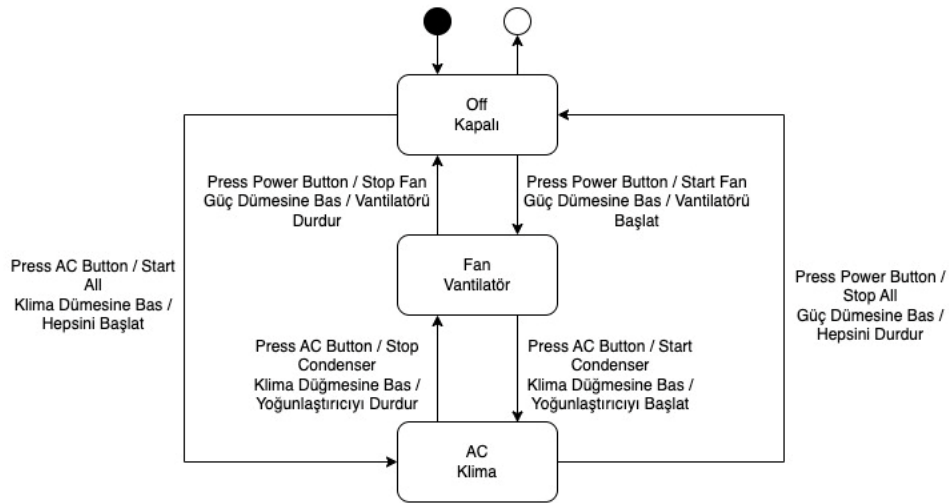 Off
Kapalı
Press Power Button / Stop Fan
Güç Dümesine Bas / Vantilatörü
Durdur
Press Power Button / Start Fan
Güç Dümesine Bas / Vantilatörü
Başlat
Press AC Button / Start
All
Klima Dümesine Bas /
Hepsini Başlat
Fan
Vantilatör
Press Power Button /
Stop All
Güç Dümesine Bas /
Hepsini Durdur
Press AC Button / Stop
Condenser
Klima Düğmesine Bas /
Yoğunlaştırıcıyı Durdur
Press AC Button / Start
Condenser
Klima Düğmesine Bas /
Yoğunlaştırıcıyı Başlat
AC
Klima